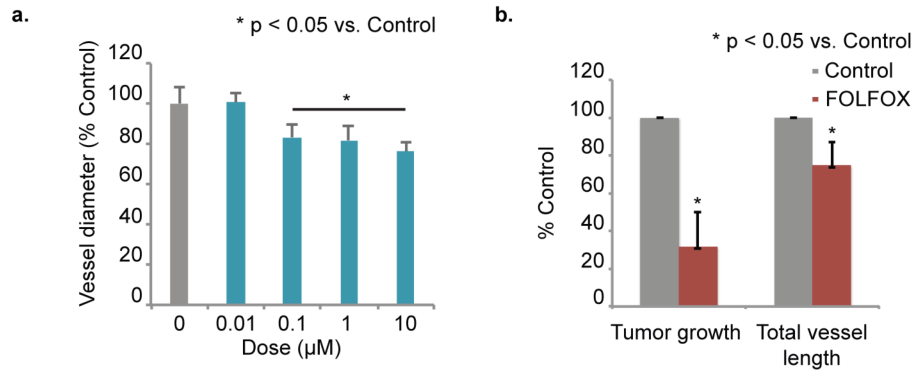 a.
* p < 0.05 vs. Control
Vessel diameter (% Control)
120
100
80
60
40
20
0
*
0 0.01 0.1 1 10
Dose (µM)
b.
* p < 0.05 vs. Control
Control
FOLFOX
% Control
120
100
80
60
40
20
0
*
*
Tumor growth
Total vessel
length